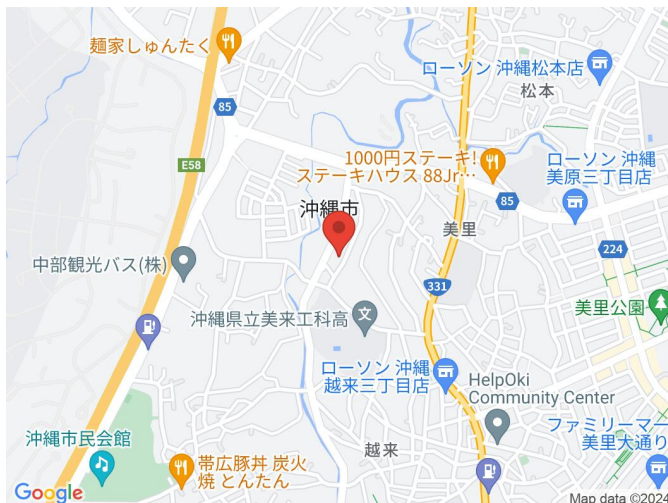 麺家しゅんたく
ローソン 沖縄松本店
松本
85
E58
1000円ステーキ!
ステーキハウス 88Jr…
ローソン 沖縄
美原三丁目店
85
沖縄市
美里
224
中部観光バス(株)
331
美里公園
沖縄県立美来工科高
文
ローソン 沖縄
越来三丁目店
HelpOki
Community Center
ファミリーマー
美里大通り
越来
沖縄市民会館
帯広豚丼 炭火
焼 とんたん
Google
Map data ©2024